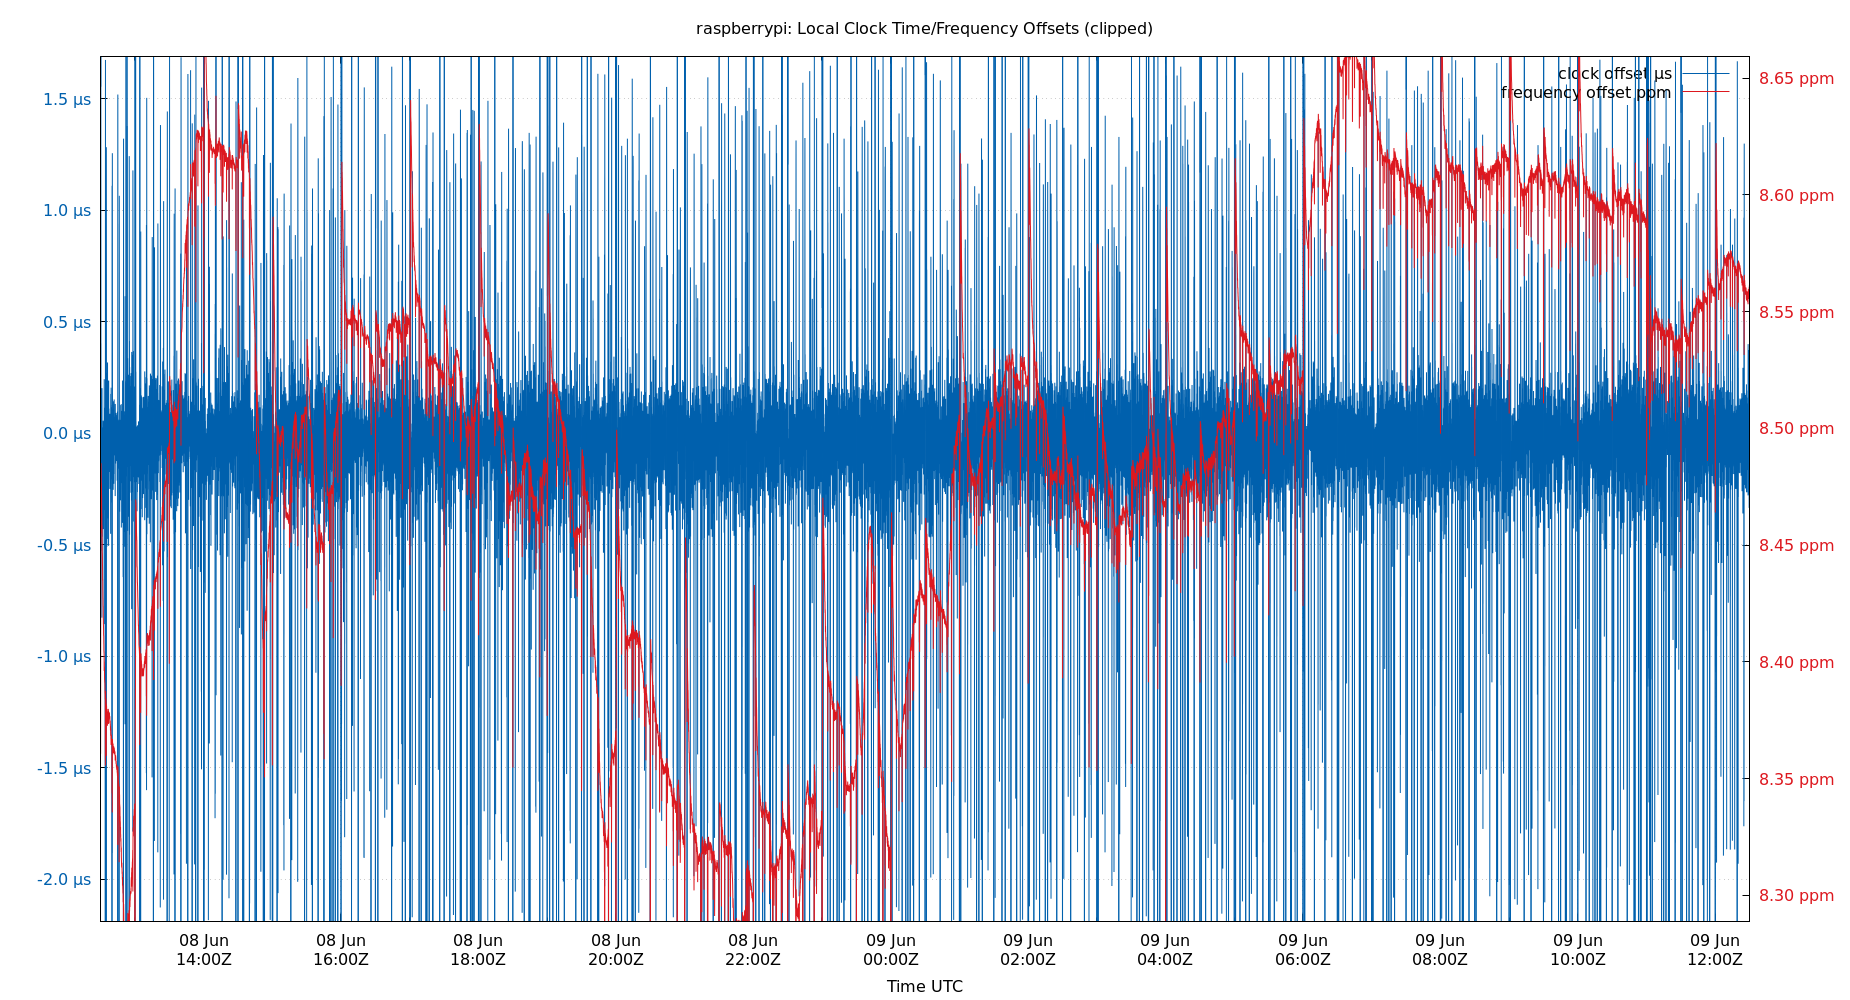 raspberrypi: Local Clock Time/Frequency Offsets (clipped)
clock offset µs
frequency offset ppm
1.5 µs
1.0 µs
0.5 µs
0.0 µs
-0.5 µs
-1.0 µs
-1.5 µs
-2.0 µs
8.65 ppm
8.60 ppm
8.55 ppm
8.50 ppm
8.45 ppm
8.40 ppm
8.35 ppm
8.30 ppm
08 Jun 08 Jun 08 Jun 08 Jun 08 Jun 09 Jun 09 Jun 09 Jun 09 Jun 09 Jun 09 Jun 09 Jun
14:00Z 16:00Z 18:00Z 20:00Z 22:00Z 00:00Z 02:00Z 04:00Z 06:00Z 08:00Z 10:00Z 12:00Z
Time UTC